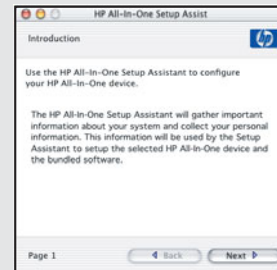 HP All-In-One Setup Assist
Introduction
hp
Use the HP All-In-One Setup Assistant to configure
your HP All-In-One device.
The HP All-In-One Setup Assistant will gather important
information about your system and collect your personal
information. This information will be used by the Setup
Assistant to setup the selected HP All-In-One device and
the bundled software.
Page 1
Back
Next